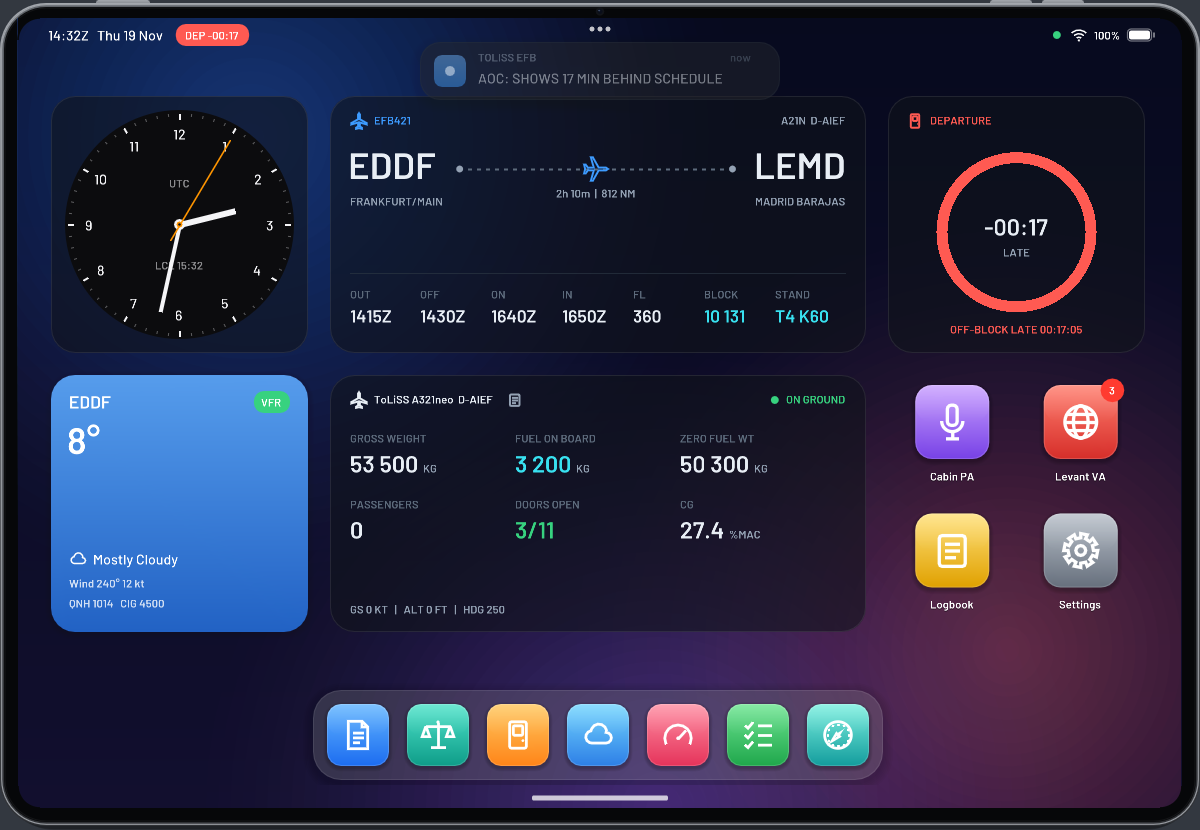 14:32Z Thu 19 Nov DEP -00:17
100%
TOLISS EFB now
AOC: SHOWS 17 MIN BEHIND SCHEDULE
12
11 1
10 2
UTC
9 3
8 4
LCL 15:32
7 5
6
EFB421 A21N D-AIEF
EDDF LEMD
2h 10m | 812 NM
FRANKFURT/MAIN MADRID BARAJAS
OUT OFF ON IN FL BLOCK STAND
1415Z 1430Z 1640Z 1650Z 360 10 131 T4 K60
DEPARTURE
-00:17
LATE
OFF-BLOCK LATE 00:17:05
EDDF VFR
8°
Mostly Cloudy
Wind 240° 12 kt
QNH 1014 CIG 4500
ToLiSS A321neo D-AIEF ON GROUND
GROSS WEIGHT FUEL ON BOARD ZERO FUEL WT
53 500 KG 3 200 KG 50 300 KG
PASSENGERS DOORS OPEN CG
0 3/11 27.4 %MAC
GS 0 KT | ALT 0 FT | HDG 250
3
Cabin PA Levant VA
Logbook Settings